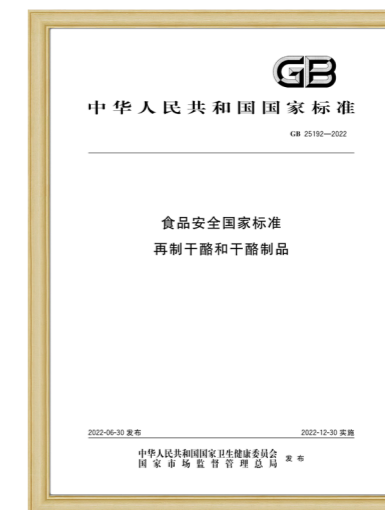 GB
中华人民共和国国家标准
GB 25192—2022
食品安全国家标准
再制干酪和干酪制品
2022-06-30 发布
2022-12-30 实施
中华人民共和国国家卫生健康委员会
国家市场监督管理总局
发布